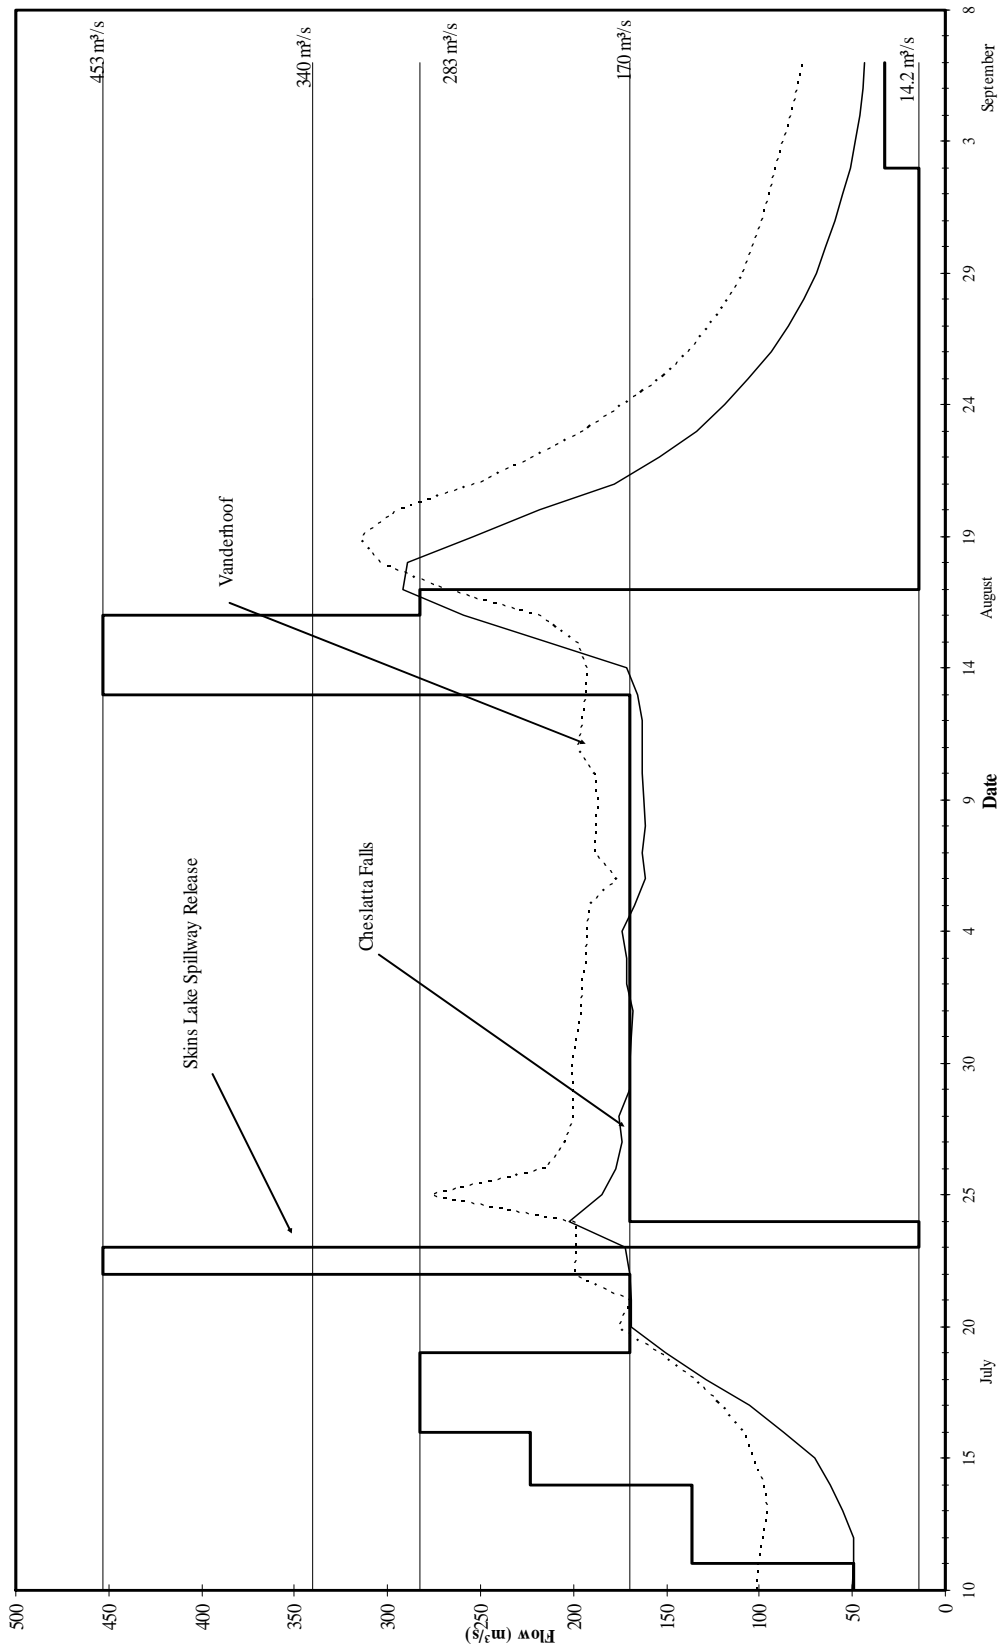 Flow (m³/s)
500
450
400
350
300
250
200
150
100
50
0
453 m³/s
340 m³/s
283 m³/s
170 m³/s
14.2 m³/s
Vanderhoof
Skins Lake Spillway Release
Cheslatta Falls
10
15
20
25
30
4
9
14
19
24
29
3
8
July
August
September
Date